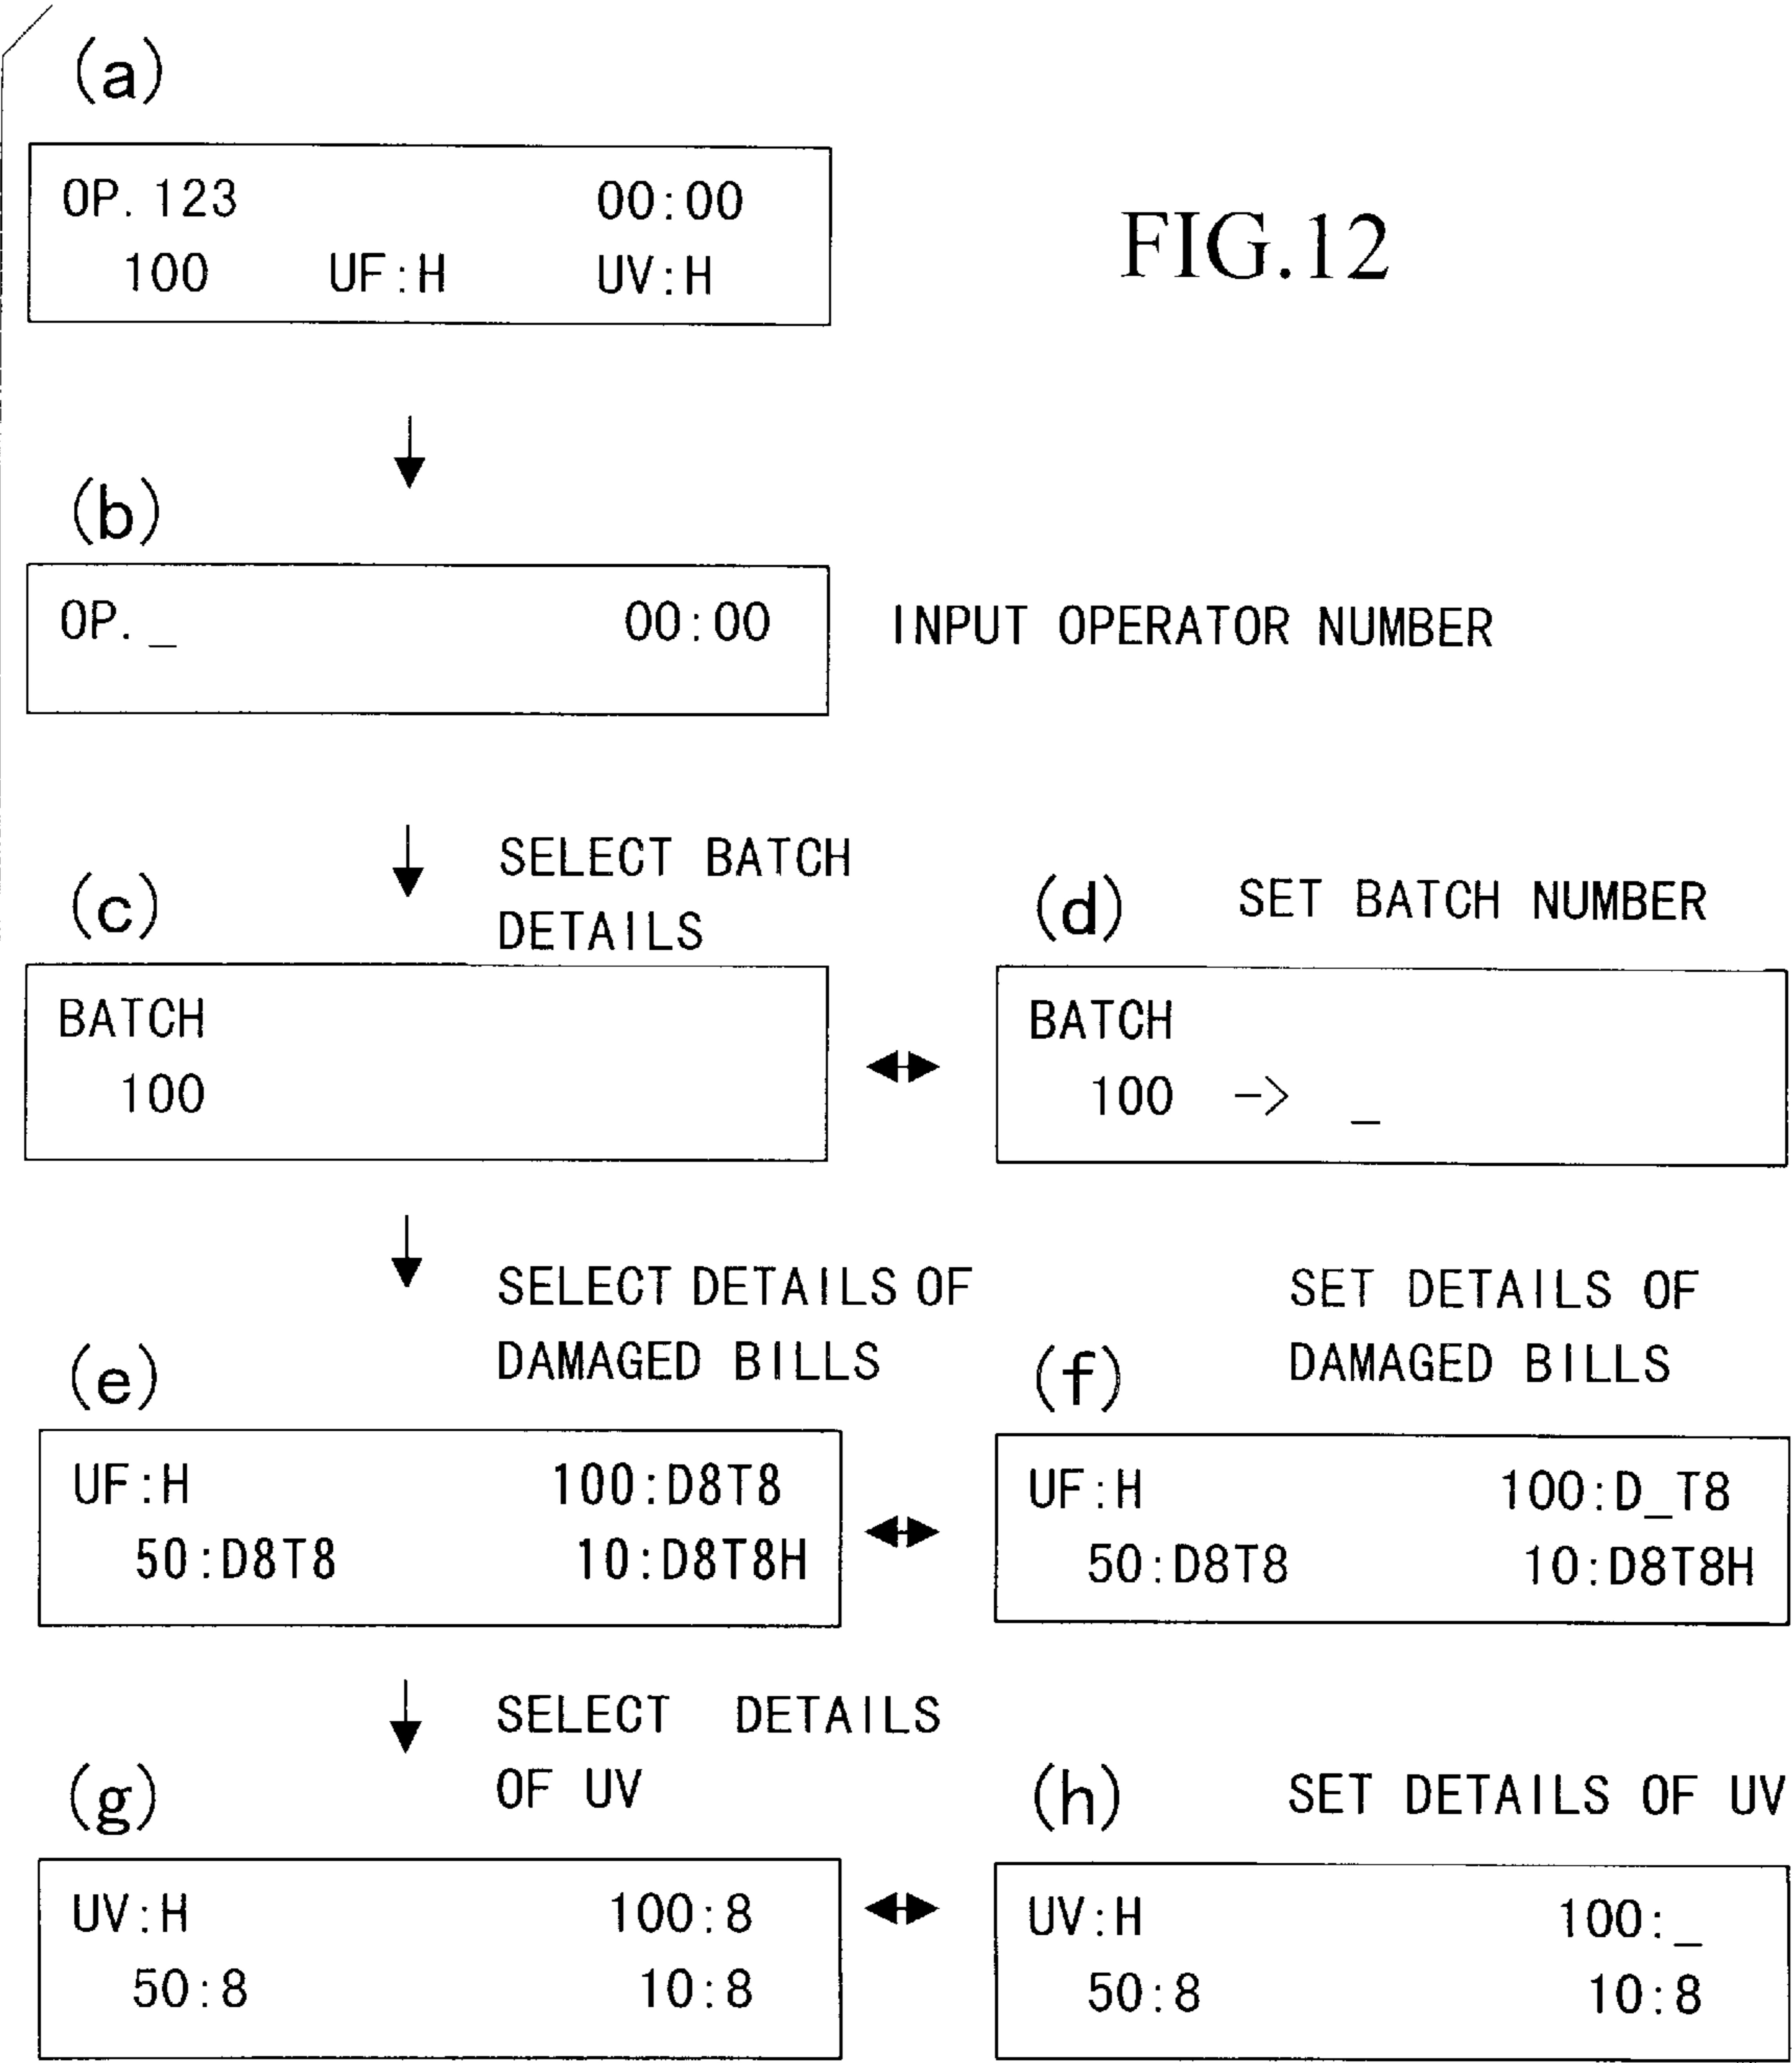 (a)
OP. 123 00:00
100 UF:H UV:H
FIG.12
(b)
OP._ 00:00
INPUT OPERATOR NUMBER
SELECT BATCH
DETAILS
(c)
BATCH
100
(d) SET BATCH NUMBER
BATCH
100 -> _
SELECT DETAILS OF
DAMAGED BILLS
(e)
UF:H 100:D8T8
50:D8T8 10:D8T8H
SET DETAILS OF
DAMAGED BILLS
(f)
UF:H 100:D_T8
50:D8T8 10:D8T8H
SELECT DETAILS
OF UV
(g)
UV:H 100:8
50:8 10:8
(h) SET DETAILS OF UV
UV:H 100:_
50:8 10:8